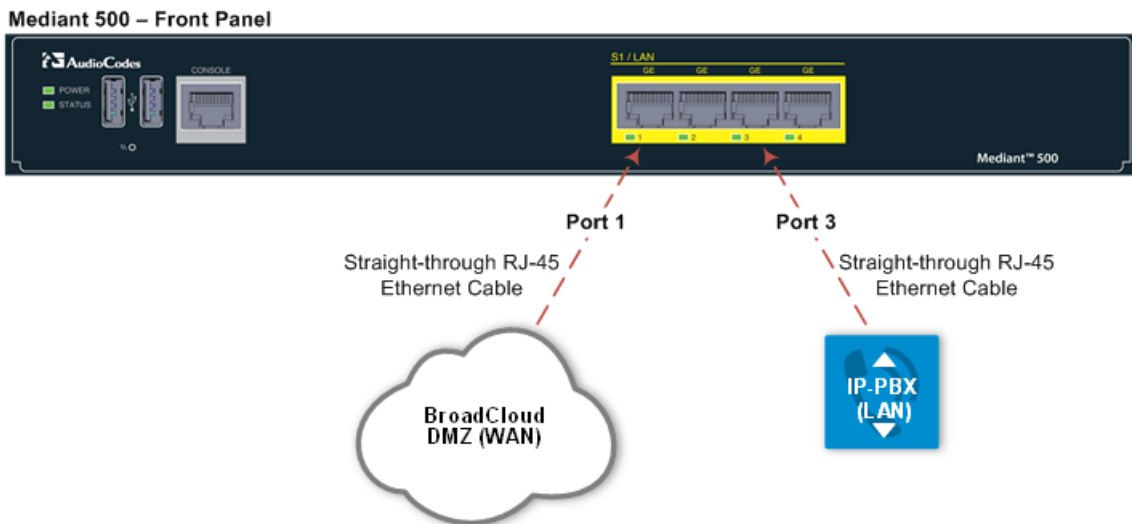 Mediant 500 – Front Panel
AudioCodes
CONSOLE
POWER
STATUS
S1 / LAN
GE GE GE GE
1 2 3 4
Mediant™ 500
Port 1
Port 3
Straight-through RJ-45
Ethernet Cable
Straight-through RJ-45
Ethernet Cable
BroadCloud
DMZ (WAN)
IP-PBX
(LAN)